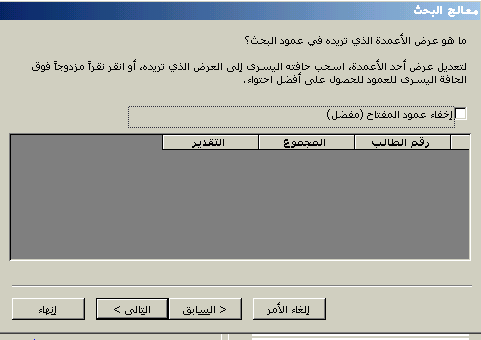 معالج البحث
ما هو عرض الأعمدة الذي تريده في عمود البحث؟
لتعديل عرض أحد الأعمدة، اسحب حافته اليسرى إلى العرض الذي تريده، أو انقر نقراً مزدوجاً فوق
الحافة اليسرى للعمود للحصول على أفضل احتواء.
إخفاء عمود المفتاح (مفضل)
رقم الطالب المجموع التقدير
إلغاء الأمر < السابق التالي > إنهاء